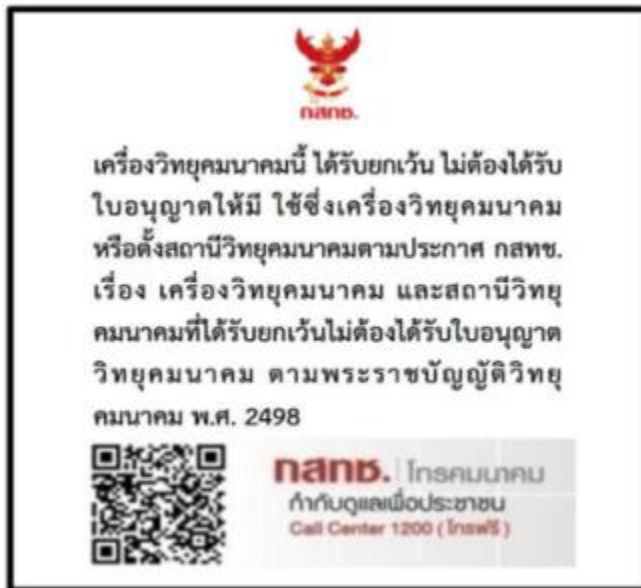 กสทช.
เครื่องวิทยุคมนาคมนี้ ได้รับยกเว้น ไม่ต้องได้รับ
ใบอนุญาตให้มี ใช้ซึ่งเครื่องวิทยุคมนาคม
หรือตั้งสถานีวิทยุคมนาคมตามประกาศ กสทช.
เรื่อง เครื่องวิทยุคมนาคม และสถานีวิทยุ
คมนาคมที่ได้รับยกเว้นไม่ต้องได้รับใบอนุญาต
วิทยุคมนาคม ตามพระราชบัญญัติวิทยุ
คมนาคม พ.ศ. 2498
กสทช. | โทรคมนาคม
กำกับดูแลเพื่อประชาชน
Call Center 1200 ( โทรฟรี )